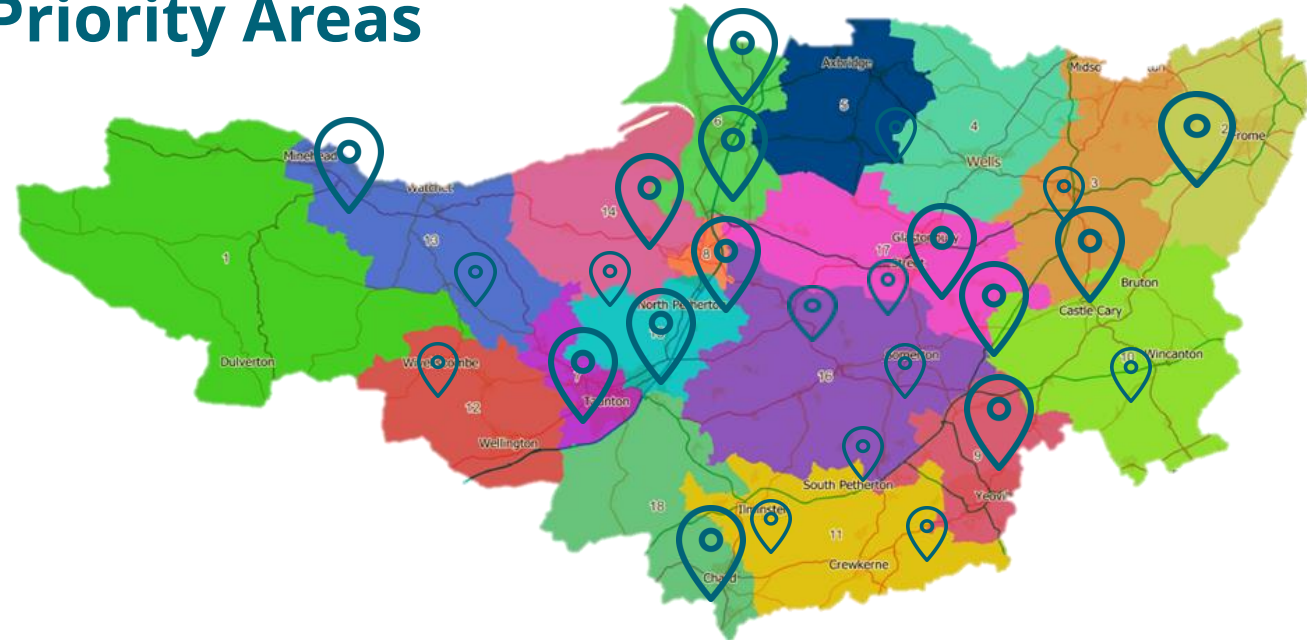 Priority Areas
Axbridge
5
6
4
Wells
3
2
Minehead
Watchet
14
13
1
17
Glastonbury
Street
8
Bruton
North Petherton
Castle Cary
Dulverton
Somerton
10
Wincanton
16
7
Taunton
12
Wellington
9
South Petherton
Yeovil
18
Ilminster
11
Chard
Crewkerne